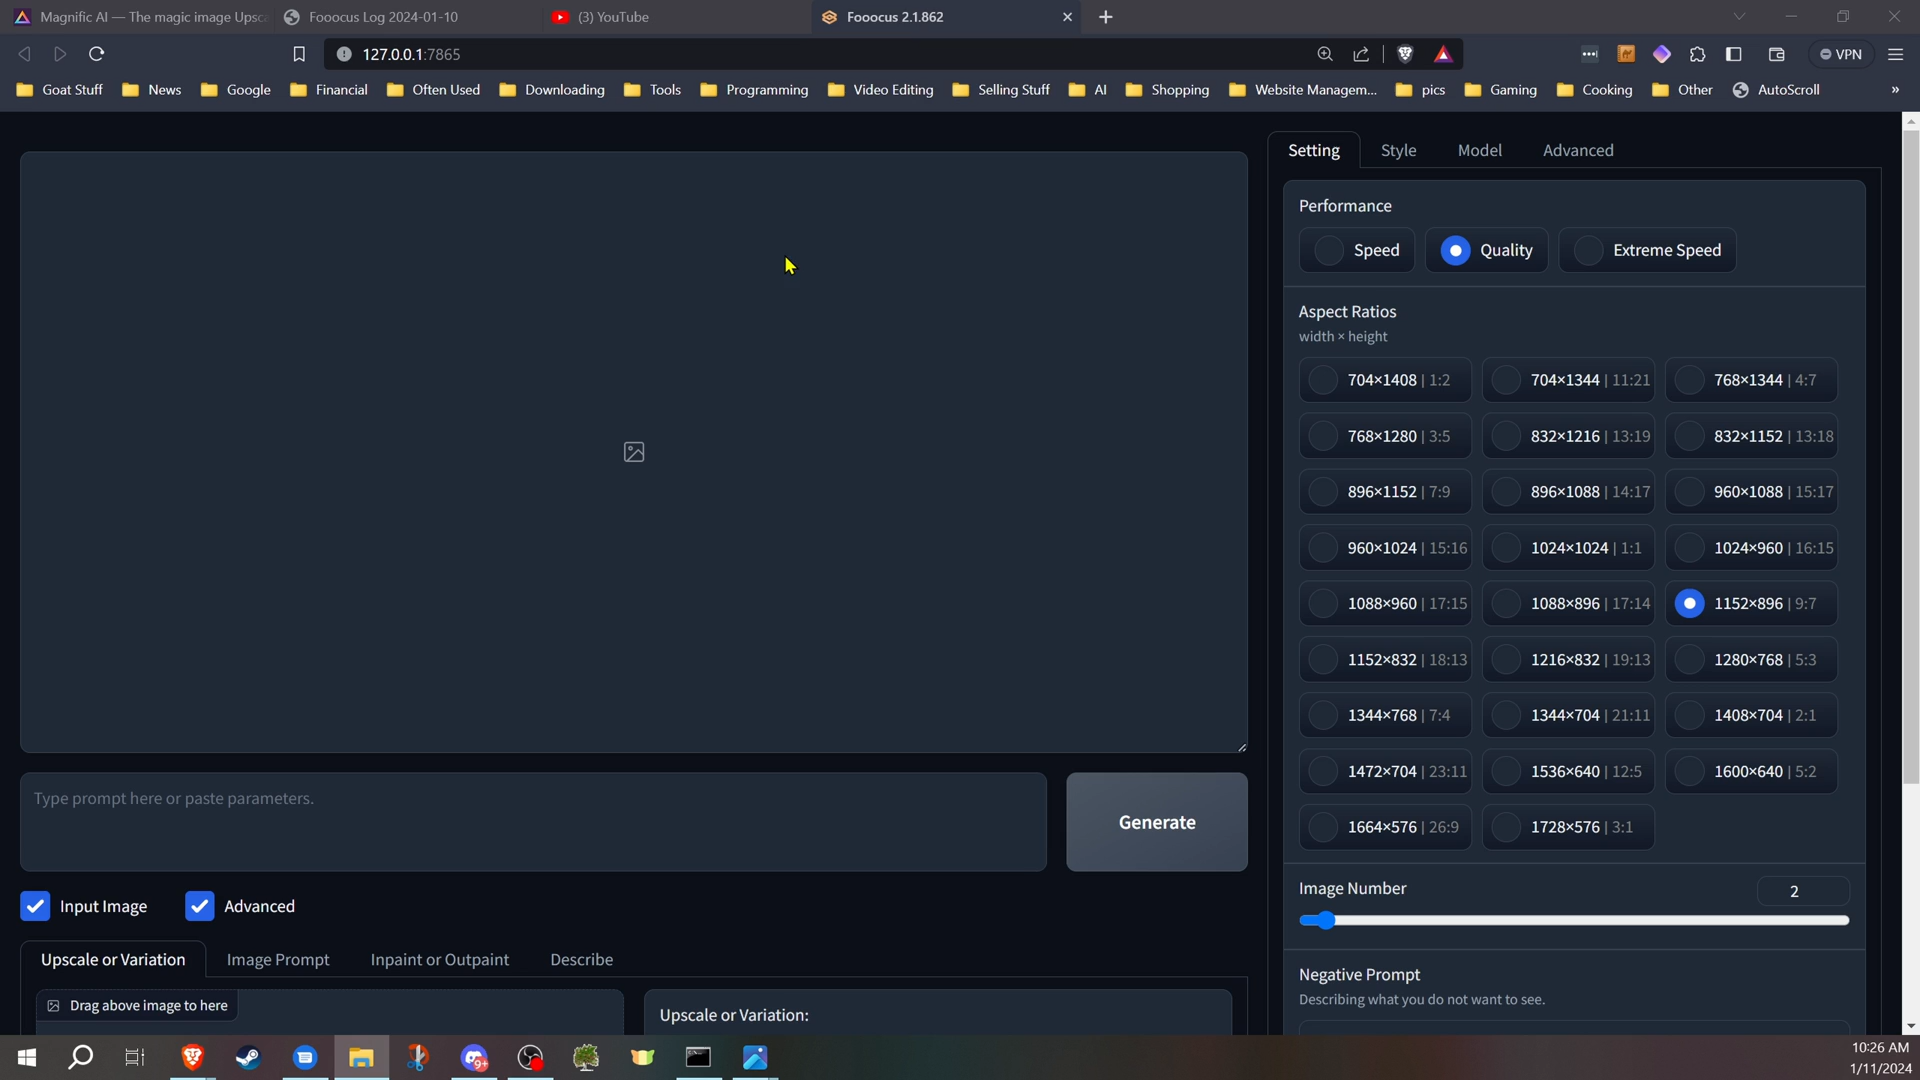 Magnific AI — The magic image Upsc
Fooocus Log 2024-01-10
(3) YouTube
Fooocus 2.1.862
127.0.0.1:7865
VPN
Goat Stuff
News
Google
Financial
Often Used
Downloading
Tools
Programming
Video Editing
Selling Stuff
AI
Shopping
Website Managem...
pics
Gaming
Cooking
Other
AutoScroll
»
Setting
Style
Model
Advanced
Performance
Speed
Quality
Extreme Speed
Aspect Ratios
width × height
704×1408 | 1:2
704×1344 | 11:21
768×1344 | 4:7
768×1280 | 3:5
832×1216 | 13:19
832×1152 | 13:18
896×1152 | 7:9
896×1088 | 14:17
960×1088 | 15:17
960×1024 | 15:16
1024×1024 | 1:1
1024×960 | 16:15
1088×960 | 17:15
1088×896 | 17:14
1152×896 | 9:7
1152×832 | 18:13
1216×832 | 19:13
1280×768 | 5:3
1344×768 | 7:4
1344×704 | 21:11
1408×704 | 2:1
1472×704 | 23:11
1536×640 | 12:5
1600×640 | 5:2
1664×576 | 26:9
1728×576 | 3:1
Image Number
2
Negative Prompt
Describing what you do not want to see.
Type prompt here or paste parameters.
Generate
Input Image
Advanced
Upscale or Variation
Image Prompt
Inpaint or Outpaint
Describe
Drag above image to here
Upscale or Variation:
9+
10:26 AM
1/11/2024